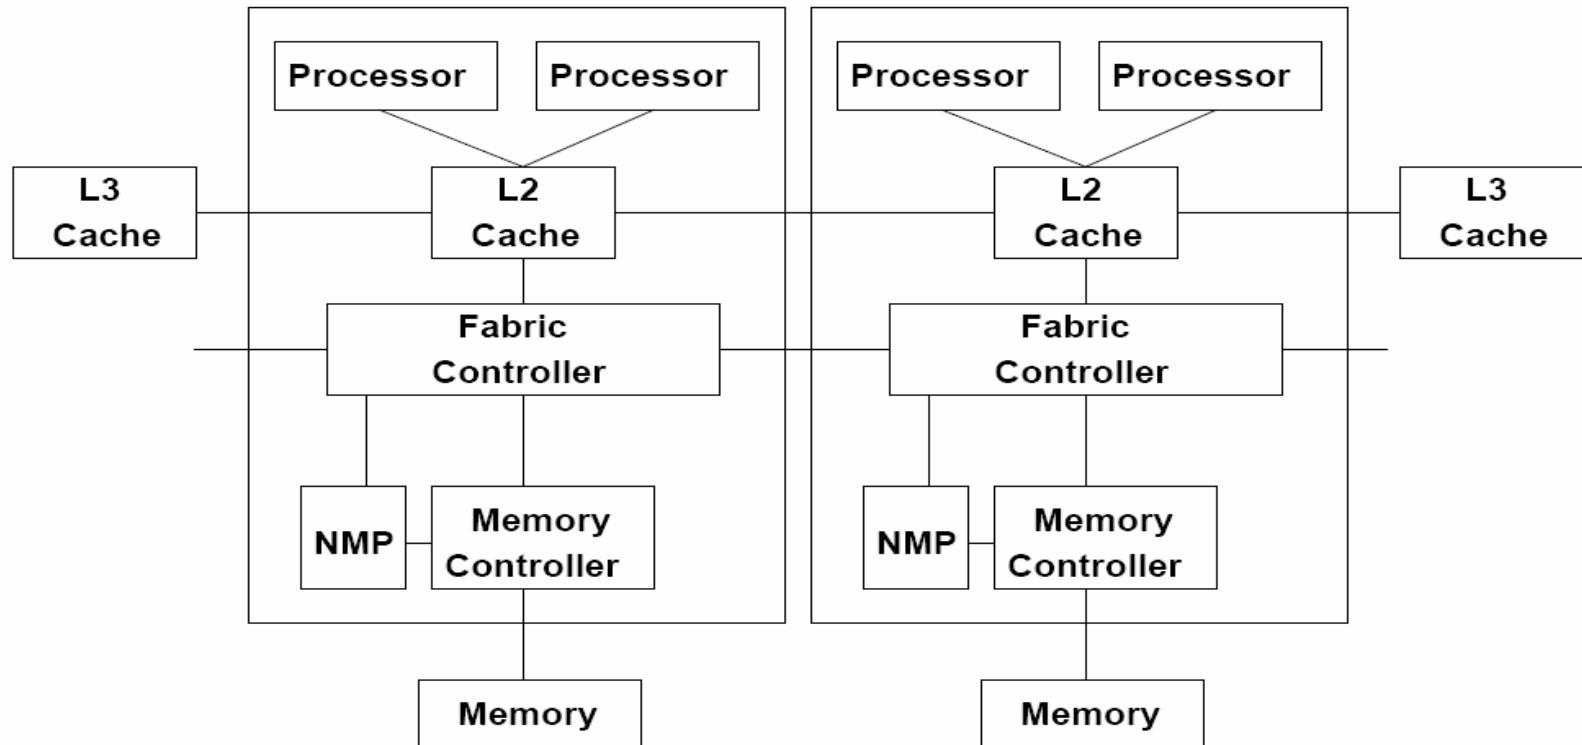 Processor
Processor
Processor
Processor
L3
Cache
L2
Cache
L2
Cache
L3
Cache
Fabric
Controller
Fabric
Controller
NMP
Memory
Controller
NMP
Memory
Controller
Memory
Memory